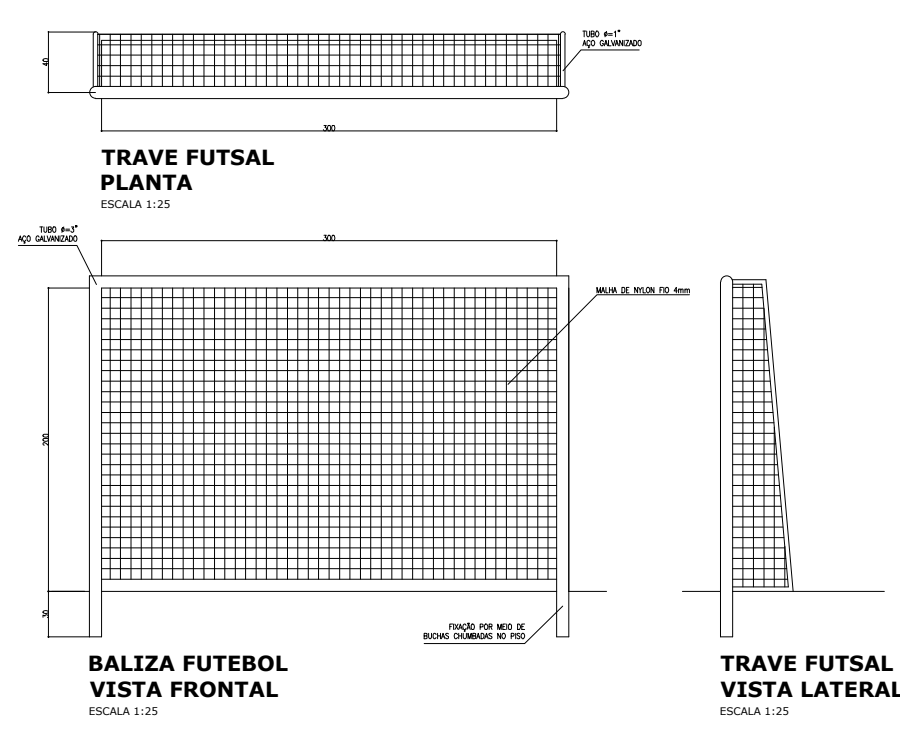 TUBO ø=1"
AÇO GALVANIZADO
40
300
TRAVE FUTSAL
PLANTA
ESCALA 1:25
TUBO ø=3"
AÇO GALVANIZADO
300
MALHA DE NYLON FIO 4mm
200
30
FIXAÇÃO POR MEIO DE
BUCHAS CHUMBADAS NO PISO
BALIZA FUTEBOL
VISTA FRONTAL
ESCALA 1:25
TRAVE FUTSAL
VISTA LATERAL
ESCALA 1:25